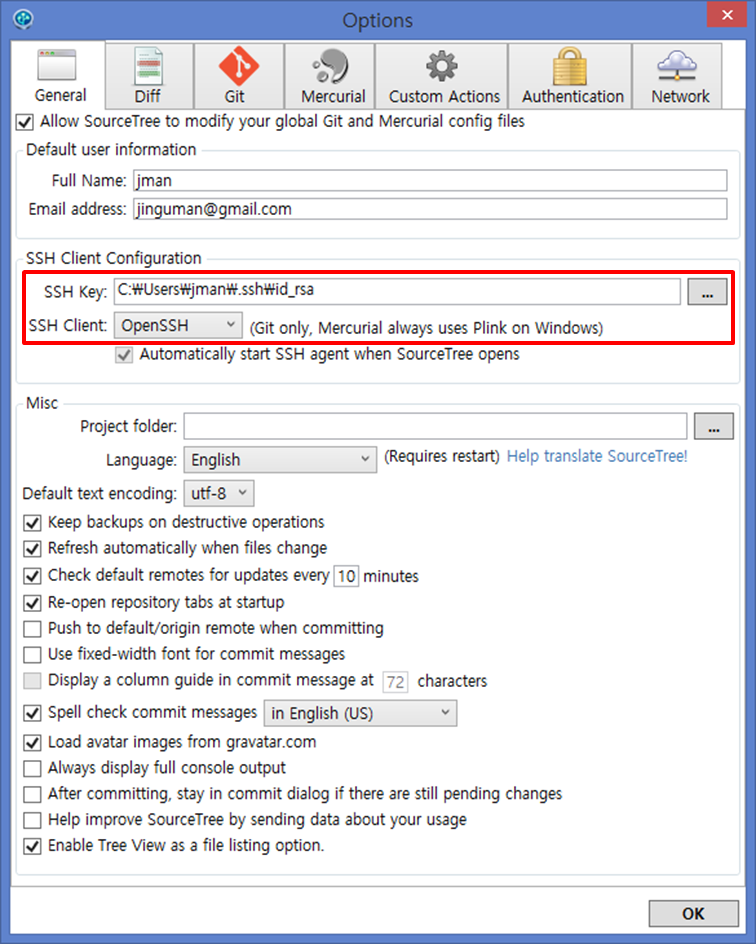 Options
General Diff Git Mercurial Custom Actions Authentication Network
Allow SourceTree to modify your global Git and Mercurial config files
Default user information
Full Name: jman
Email address: jinguman@gmail.com
SSH Client Configuration
SSH Key: C:₩Users₩jman₩.ssh₩id_rsa ...
SSH Client: OpenSSH (Git only, Mercurial always uses Plink on Windows)
Automatically start SSH agent when SourceTree opens
Misc
Project folder: ...
Language: English (Requires restart) Help translate SourceTree!
Default text encoding: utf-8
Keep backups on destructive operations
Refresh automatically when files change
Check default remotes for updates every 10 minutes
Re-open repository tabs at startup
Push to default/origin remote when committing
Use fixed-width font for commit messages
Display a column guide in commit message at 72 characters
Spell check commit messages in English (US)
Load avatar images from gravatar.com
Always display full console output
After committing, stay in commit dialog if there are still pending changes
Help improve SourceTree by sending data about your usage
Enable Tree View as a file listing option.
OK